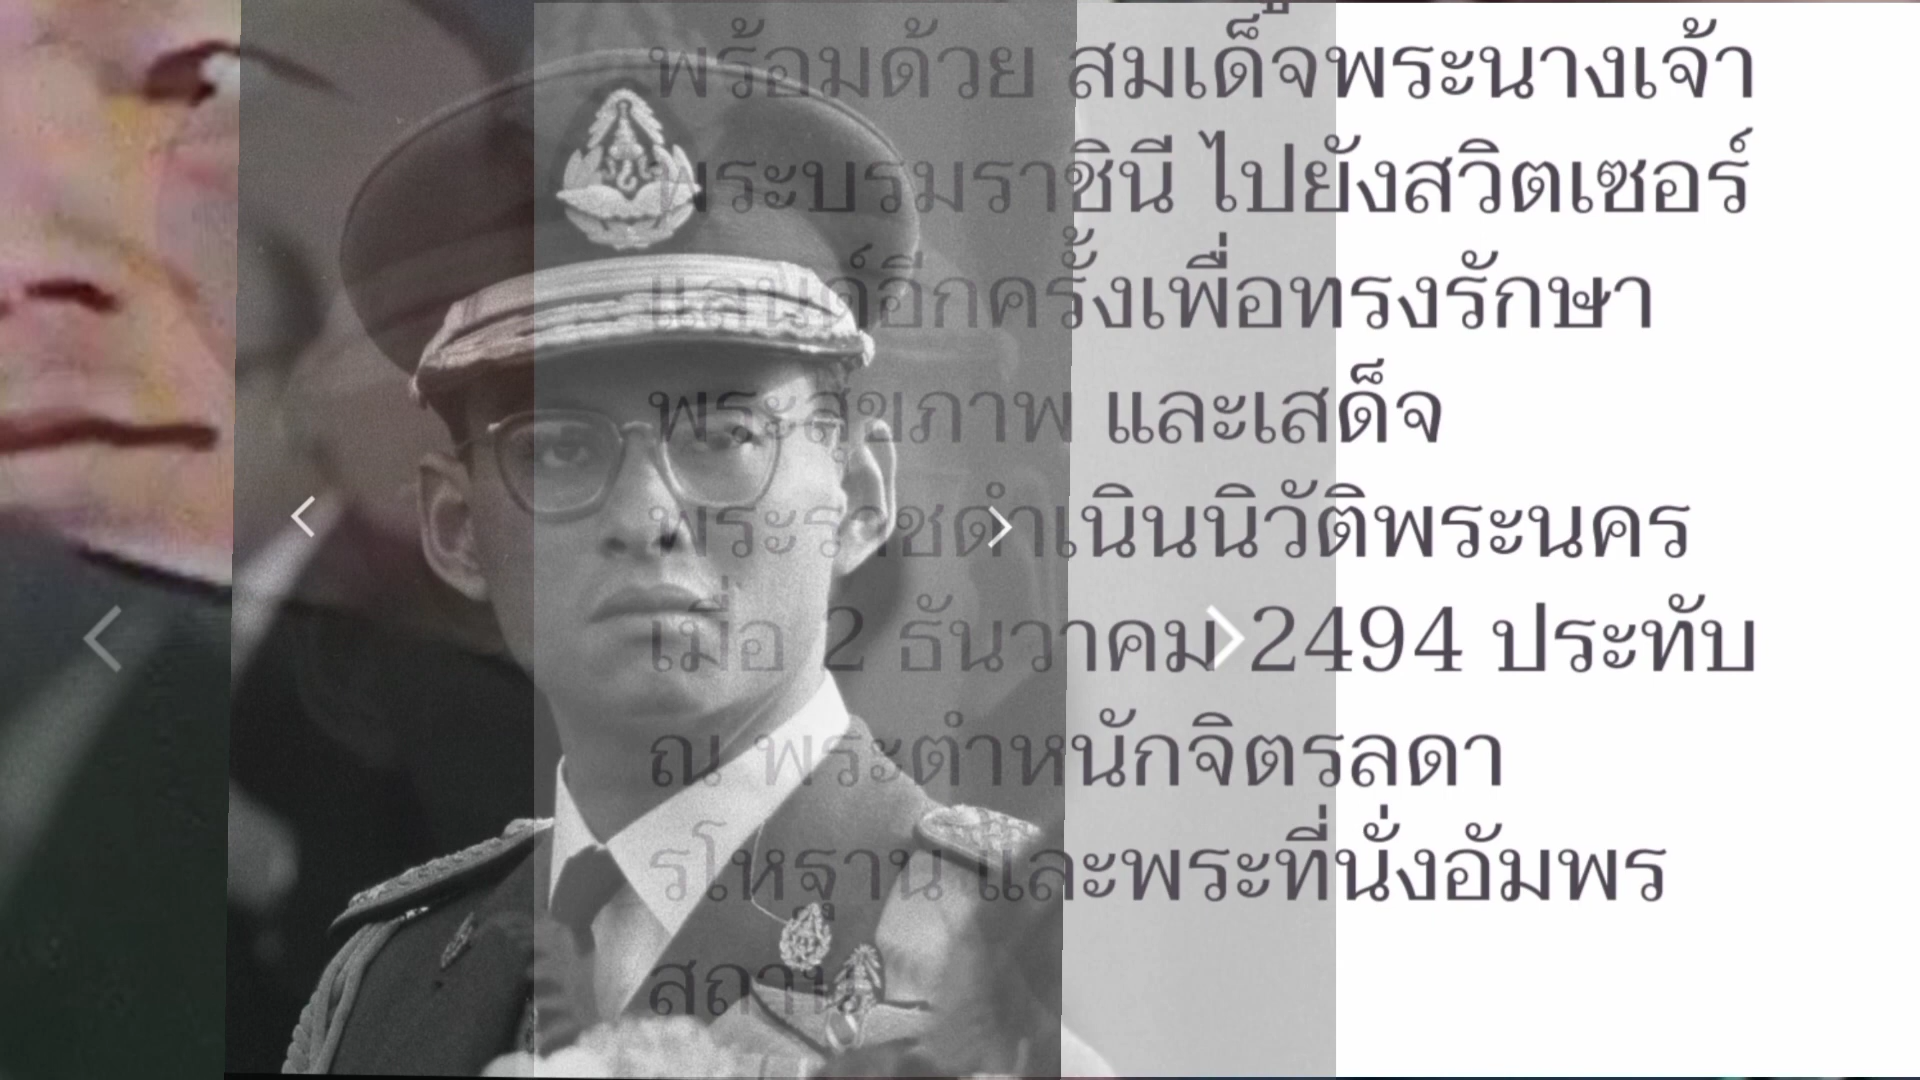 พร้อมด้วย สมเด็จพระนางเจ้า
พระบรมราชินี ไปยังสวิตเซอร์
แลนด์อีกครั้งเพื่อทรงรักษา
พระสุขภาพ และเสด็จ
พระราชดำเนินนิวัติพระนคร
เมื่อ 2 ธันวาคม 2494 ประทับ
ณ พระตำหนักจิตรลดา
รโหฐาน และพระที่นั่งอัมพร
สถาน